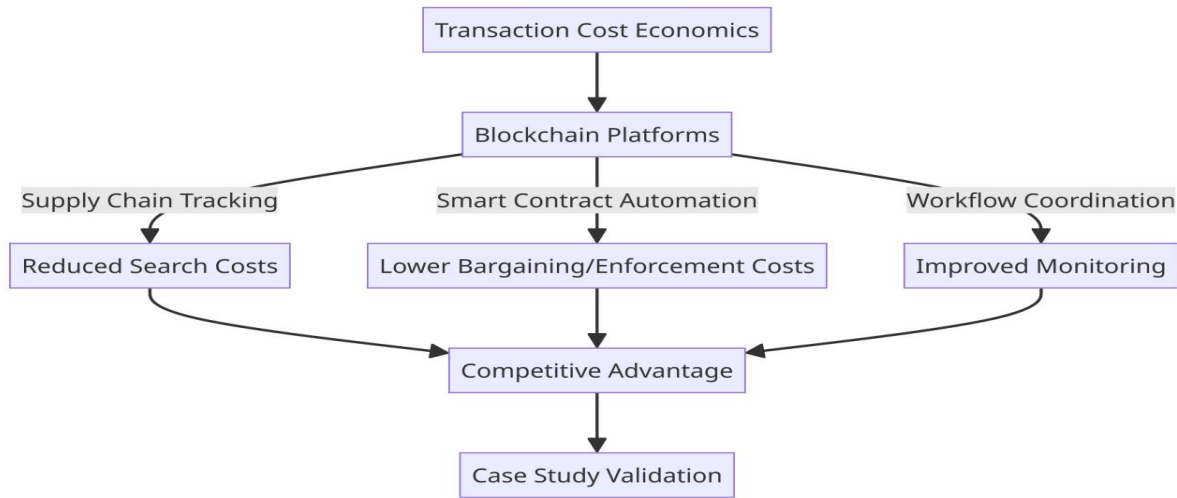 Transaction Cost Economics
Blockchain Platforms
Supply Chain Tracking
Smart Contract Automation
Workflow Coordination
Reduced Search Costs
Lower Bargaining/Enforcement Costs
Improved Monitoring
Competitive Advantage
Case Study Validation